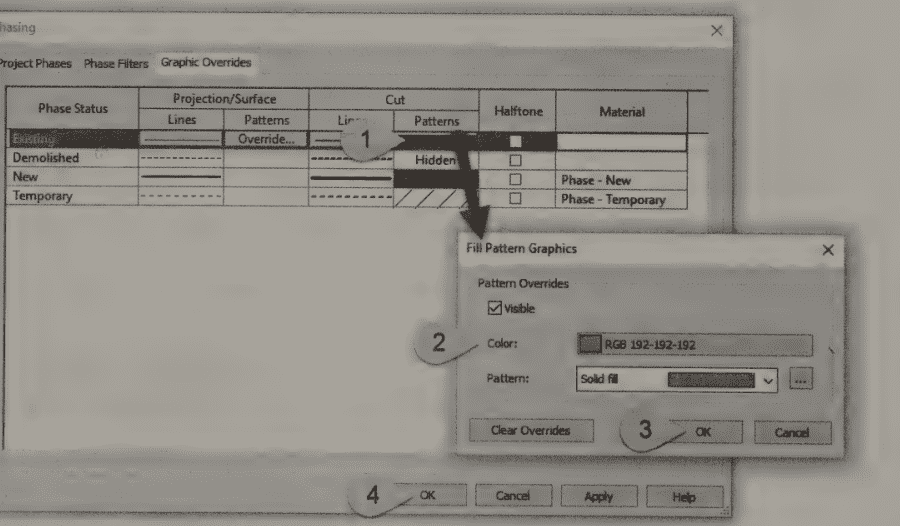 hasing
Project Phases Phase Filters Graphic Overrides
Phase Status Projection/Surface Cut Halftone Material
Lines Patterns Patterns
Existing Override... 1
Demolished Hidden
New Phase - New
Temporary Phase - Temporary
Fill Pattern Graphics
Pattern Overrides
Visible
2 Color: RGB 192-192-192
Pattern: Solid fill ...
Clear Overrides 3 OK Cancel
4 OK Cancel Apply Help